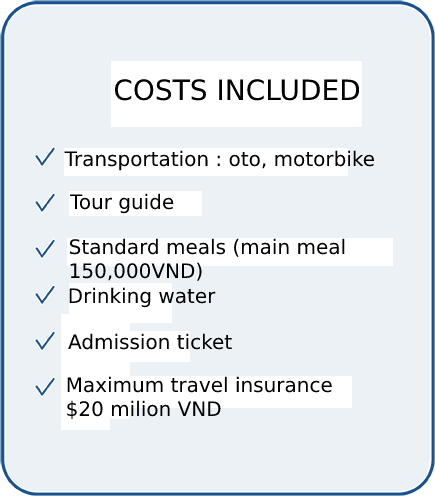 COSTS INCLUDED
Transportation : oto, motorbike
Tour guide
Standard meals (main meal
150,000VND)
Drinking water
Admission ticket
Maximum travel insurance
$20 milion VND